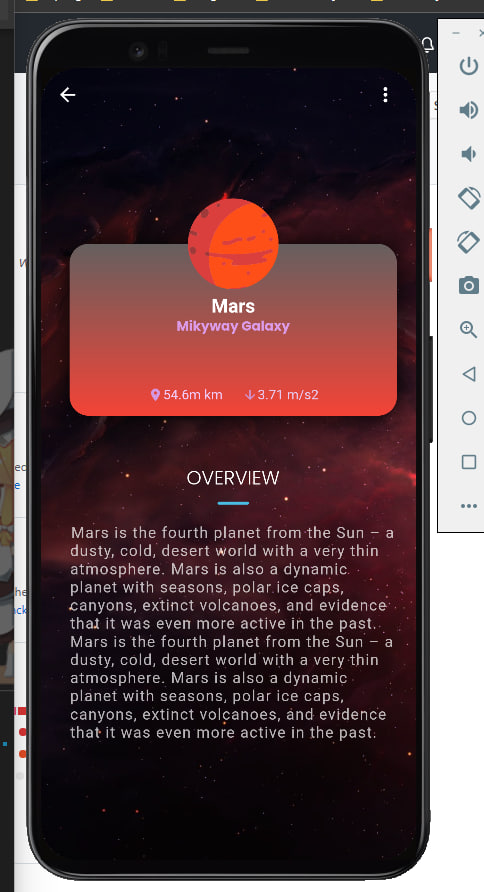 Mars
Mikyway Galaxy
54.6m km
3.71 m/s2
OVERVIEW
Mars is the fourth planet from the Sun – a
dusty, cold, desert world with a very thin
atmosphere. Mars is also a dynamic
planet with seasons, polar ice caps,
canyons, extinct volcanoes, and evidence
that it was even more active in the past.
Mars is the fourth planet from the Sun – a
dusty, cold, desert world with a very thin
atmosphere. Mars is also a dynamic
planet with seasons, polar ice caps,
canyons, extinct volcanoes, and evidence
that it was even more active in the past.